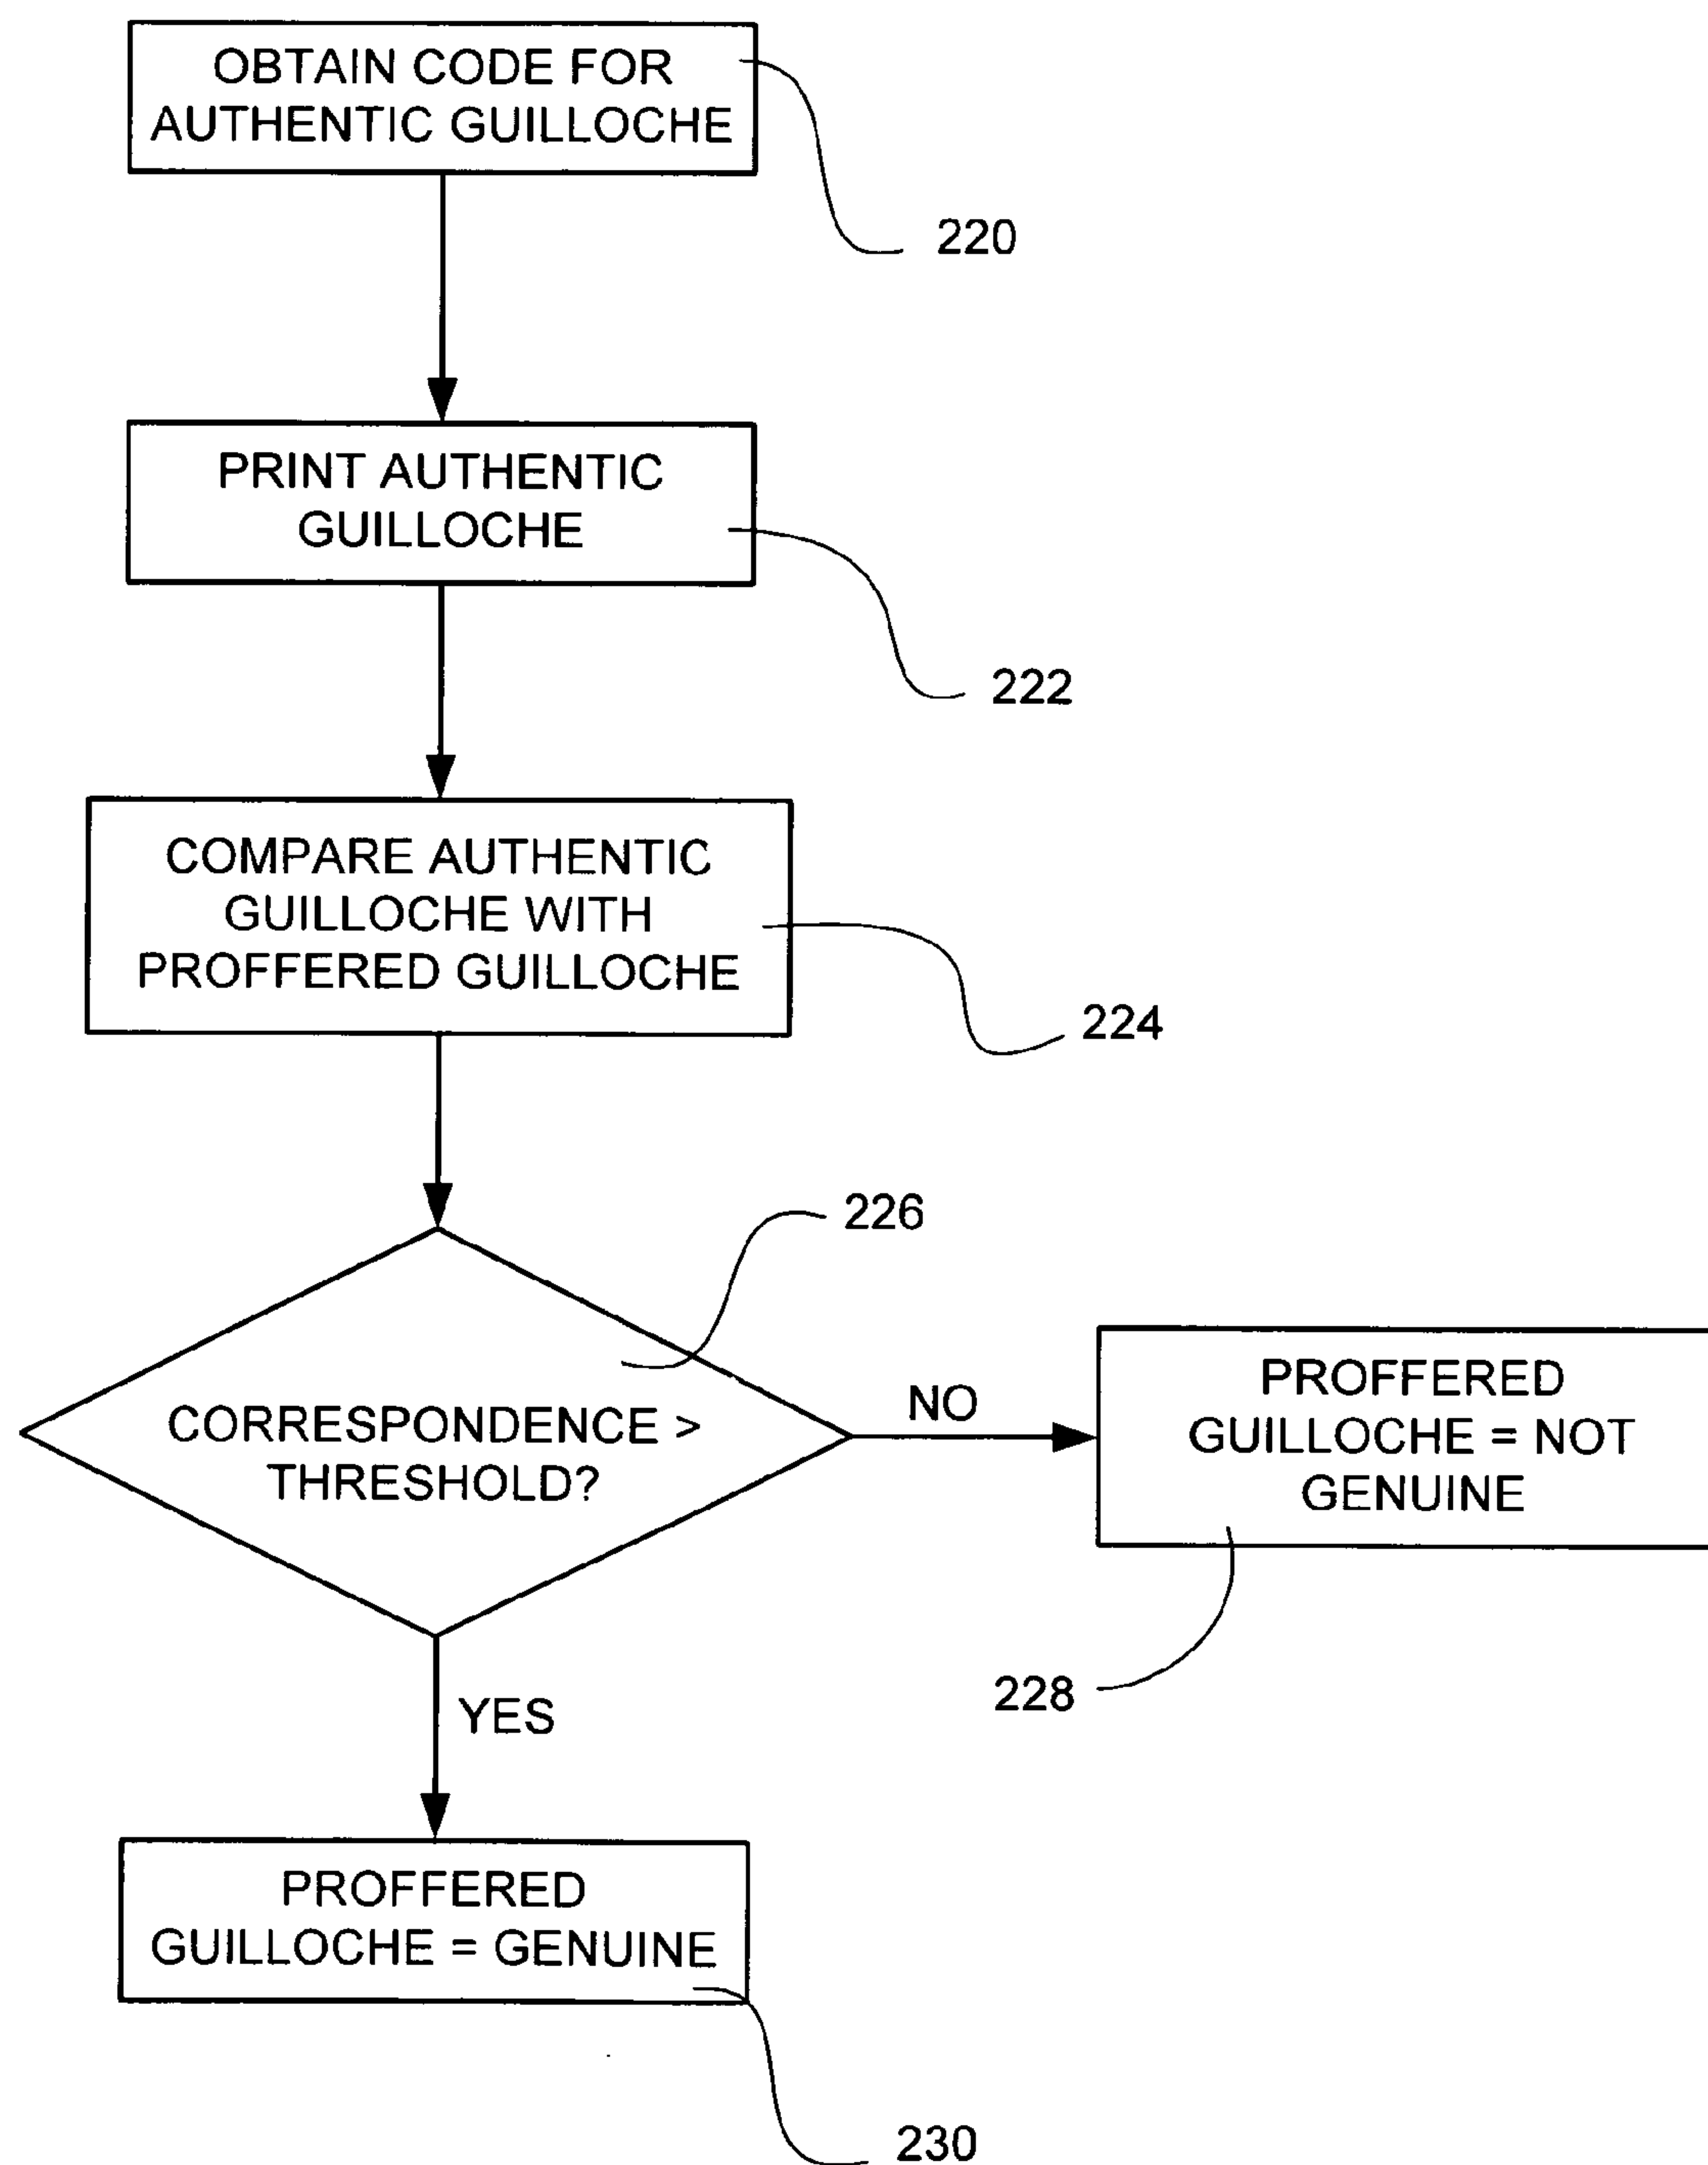 OBTAIN CODE FOR
AUTHENTIC GUILLOCHE
220
PRINT AUTHENTIC
GUILLOCHE
222
COMPARE AUTHENTIC
GUILLOCHE WITH
PROFFERED GUILLOCHE
224
226
CORRESPONDENCE >
THRESHOLD?
NO
PROFFERED
GUILLOCHE = NOT
GENUINE
228
YES
PROFFERED
GUILLOCHE = GENUINE
230